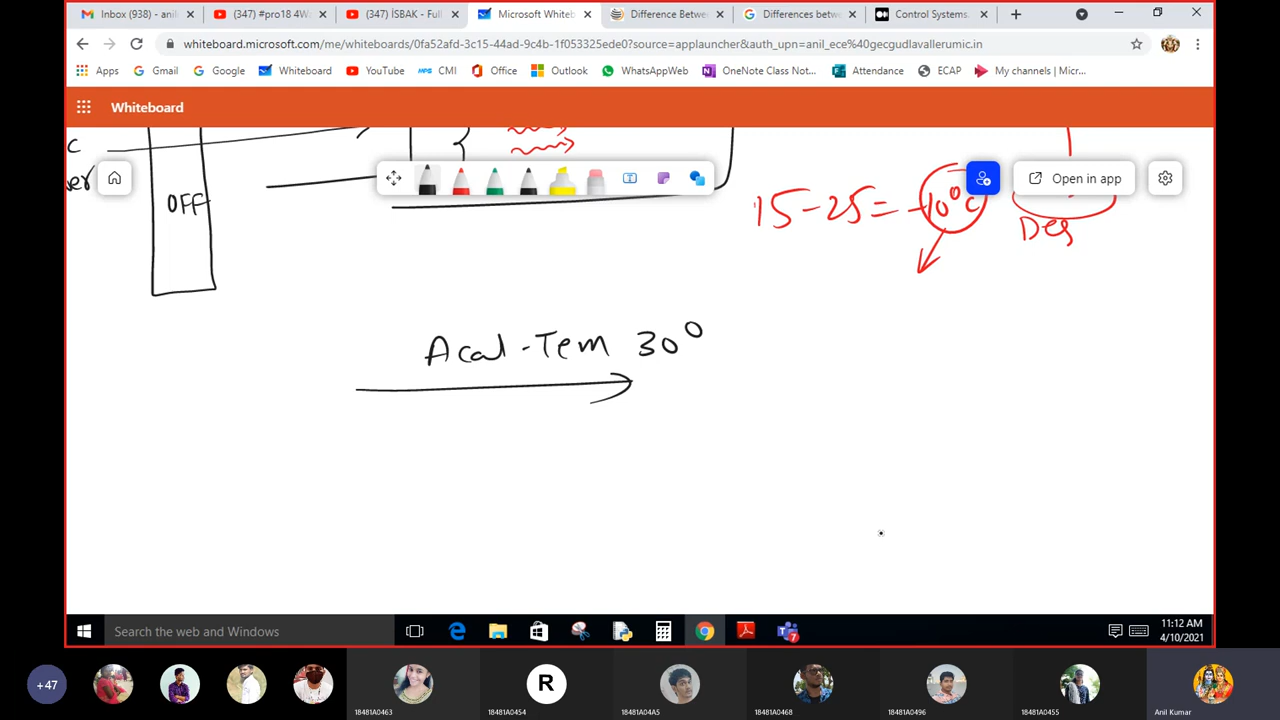 Inbox (938) - anil
(347) #pro18 4Wa
(347) İSBAK - Full
Microsoft Whiteb
Difference Betwe
Differences betw
Control Systems.
whiteboard.microsoft.com/me/whiteboards/0fa52afd-3c15-44ad-9c4b-1f053325ede0?source=applauncher&auth_upn=anil_ece%40gecgudlavallerumic.in
Apps
Gmail
Google
Whiteboard
YouTube
CMI
Office
Outlook
WhatsAppWeb
OneNote Class Not...
Attendance
ECAP
My channels | Micr...
Whiteboard
c
er
OFF
Open in app
15-25=-10°C
Des
Acal-Tem 30°
Search the web and Windows
11:12 AM
4/10/2021
+47
18481A0463
R
18481A0454
18481A04A5
18481A0468
18481A0496
18481A0455
Anil Kumar